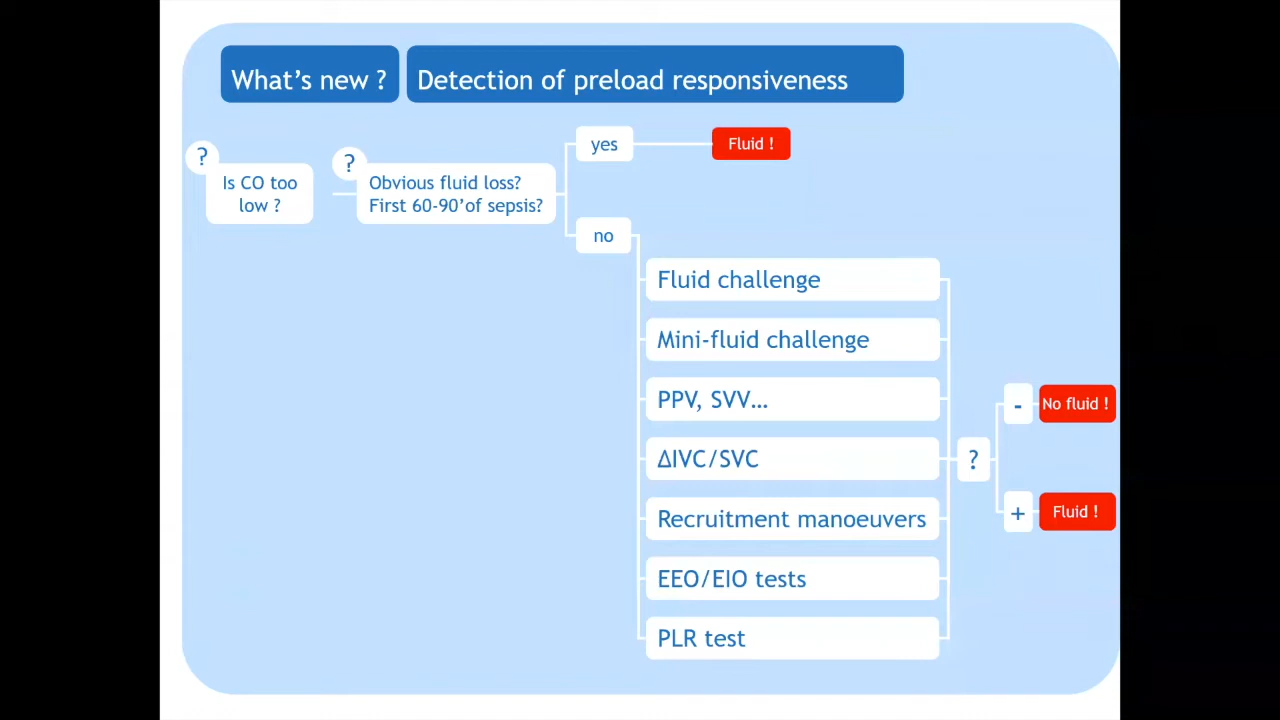 What's new ?
Detection of preload responsiveness
?
Is CO too
low ?
?
Obvious fluid loss?
First 60-90'of sepsis?
yes
Fluid !
no
Fluid challenge
Mini-fluid challenge
PPV, SVV...
ΔIVC/SVC
Recruitment manoeuvers
EEO/EIO tests
PLR test
?
-
No fluid !
+
Fluid !